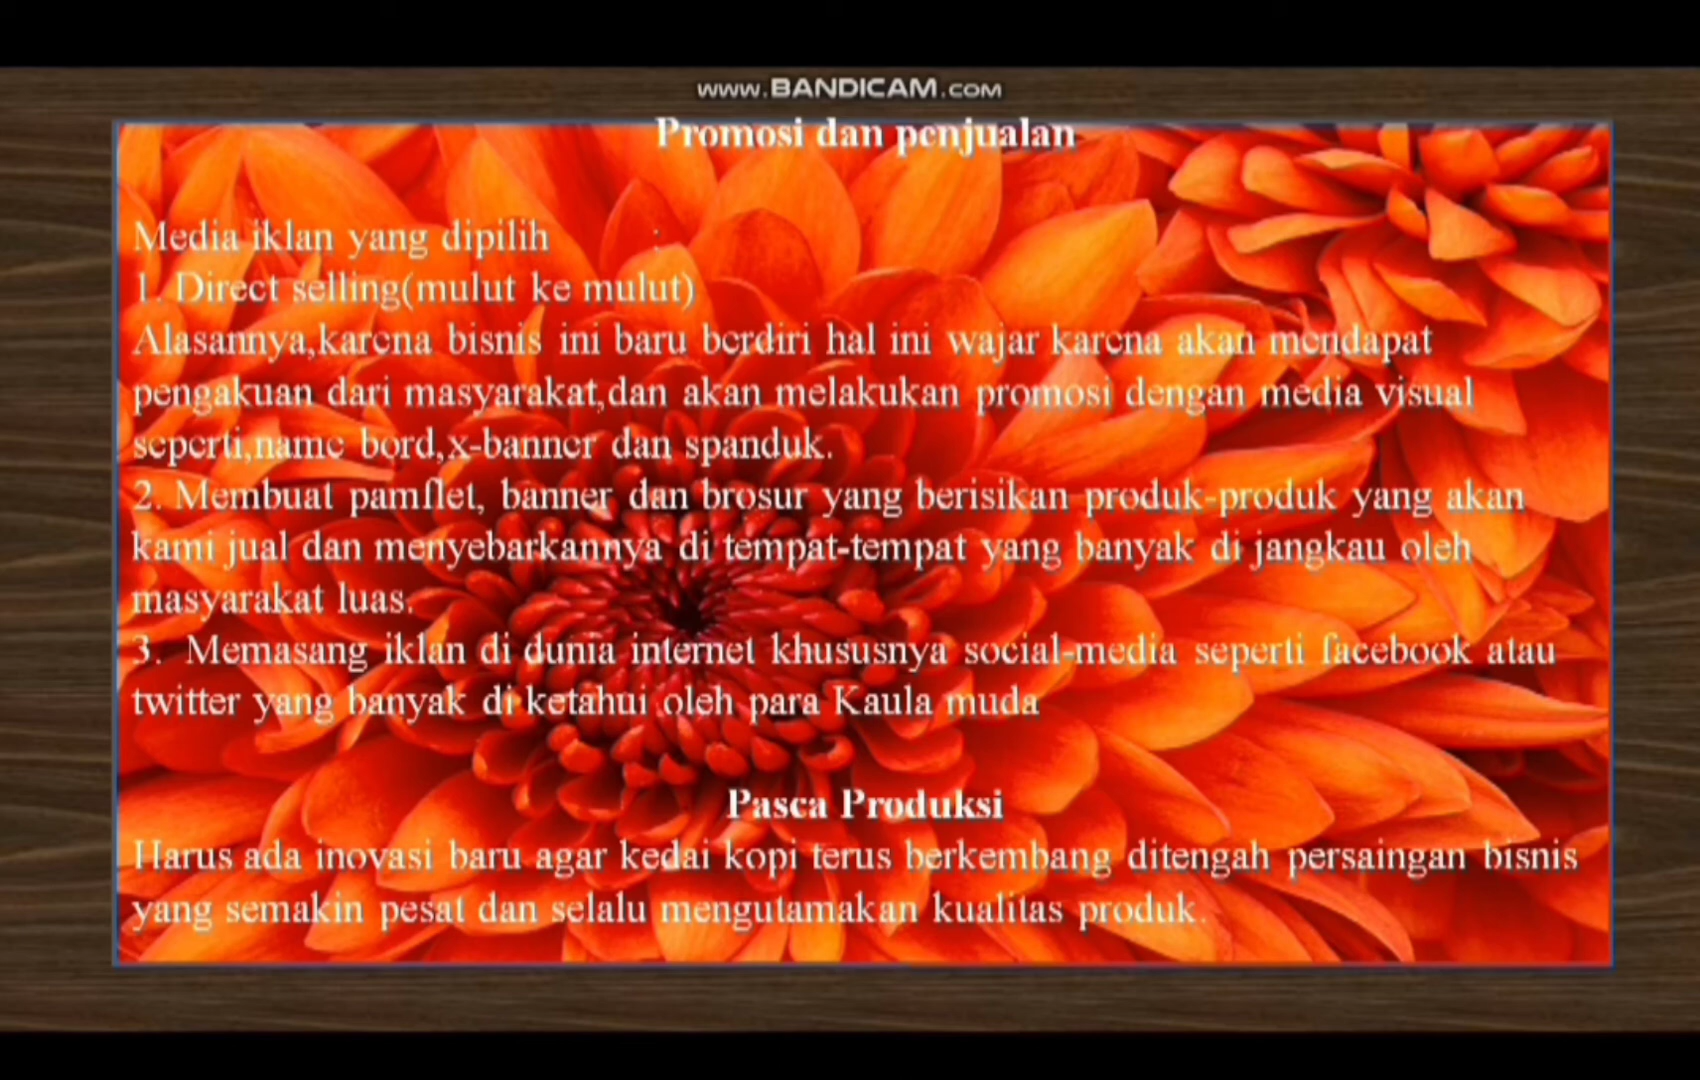 www.BANDICAM.com
Promosi dan penjualan
Media iklan yang dipilih :
1. Direct selling(mulut ke mulut)
Alasannya,karena bisnis ini baru berdiri hal ini wajar karena akan mendapat
pengakuan dari masyarakat,dan akan melakukan promosi dengan media visual
seperti,name bord,x-banner dan spanduk.
2. Membuat pamflet, banner dan brosur yang berisikan produk-produk yang akan
kami jual dan menyebarkannya di tempat-tempat yang banyak di jangkau oleh
masyarakat luas.
3. Memasang iklan di dunia internet khususnya social-media seperti facebook atau
twitter yang banyak di ketahui oleh para Kaula muda
Pasca Produksi
Harus ada inovasi baru agar kedai kopi terus berkembang ditengah persaingan bisnis
yang semakin pesat dan selalu mengutamakan kualitas produk.